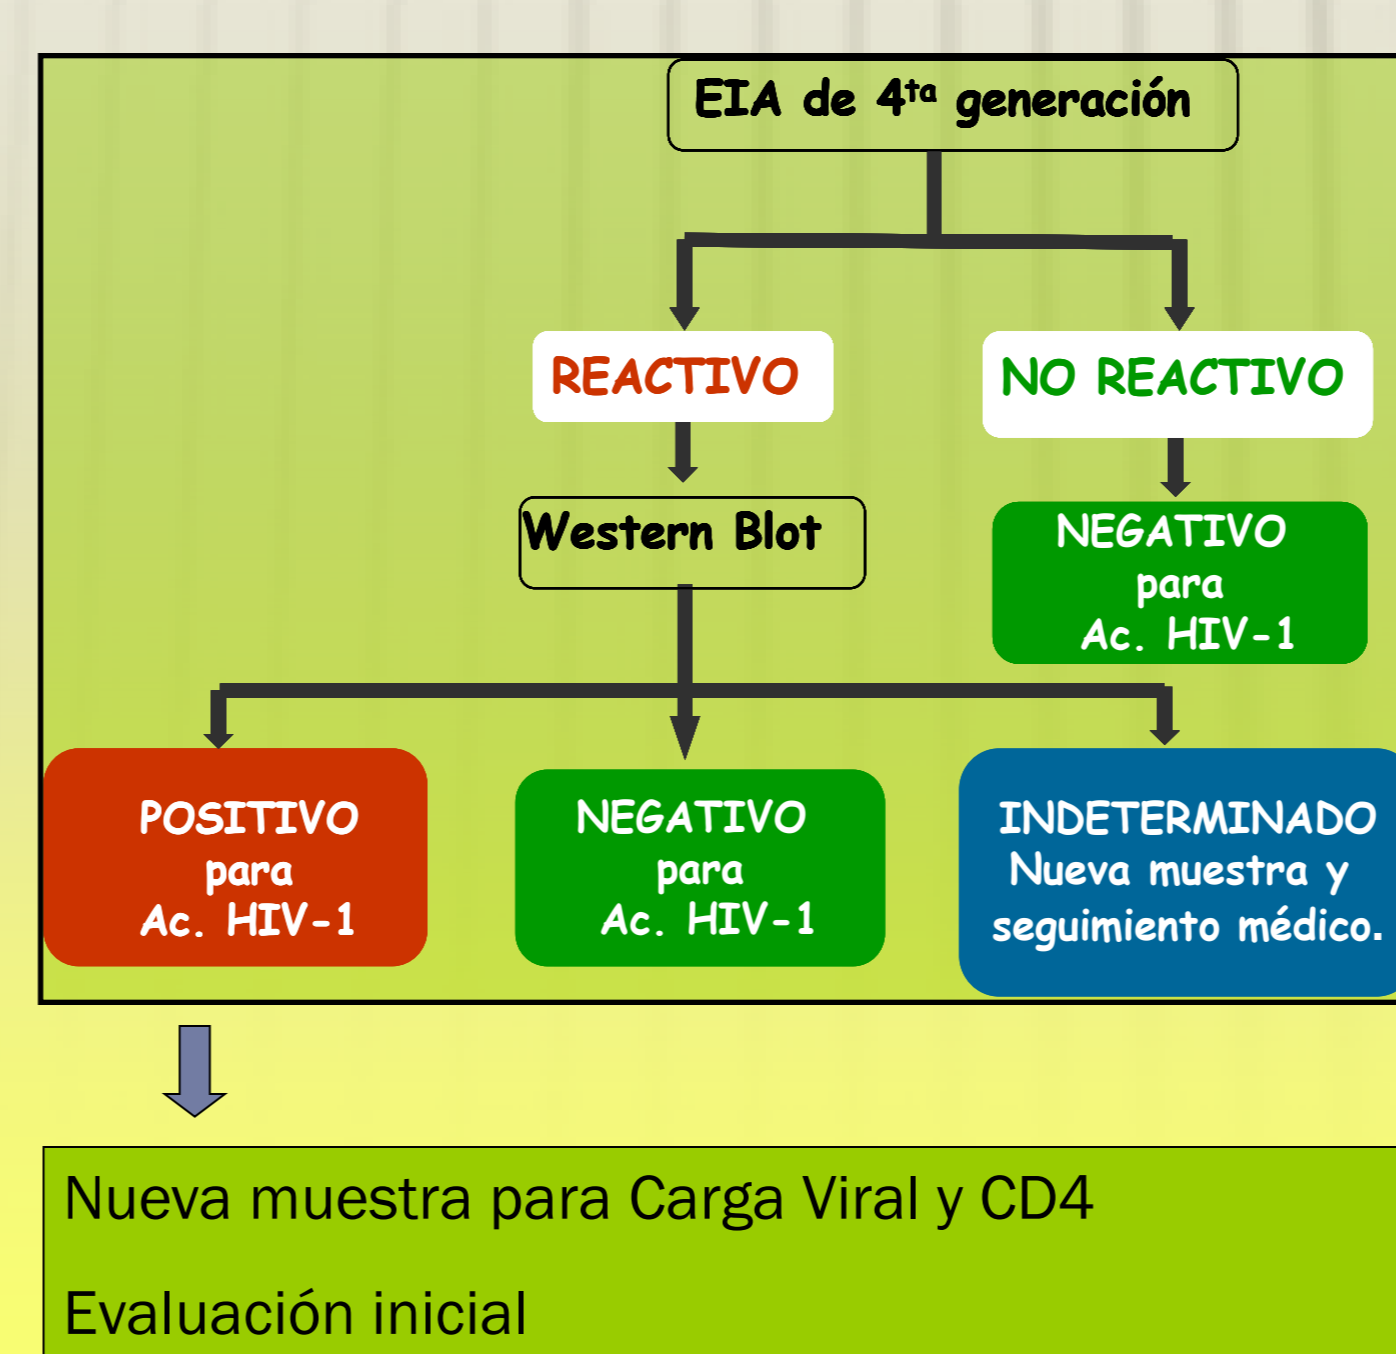 EIA de 4ta generación
REACTIVO
NO REACTIVO
Western Blot
NEGATIVO
para
Ac. HIV-1
POSITIVO
para
Ac. HIV-1
NEGATIVO
para
Ac. HIV-1
INDETERMINADO
Nueva muestra y
seguimiento médico.
Nueva muestra para Carga Viral y CD4
Evaluación inicial